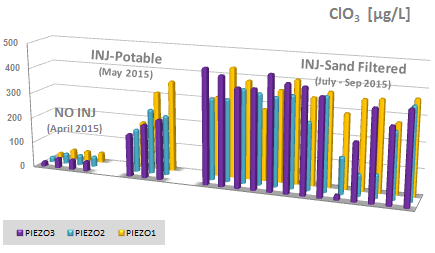 ClO3 [µg/L]
500
400
300
200
100
0
INJ-Potable
(May 2015)
INJ-Sand Filtered
(July - Sep 2015)
NO INJ
(April 2015)
PIEZO3 PIEZO2 PIEZO1